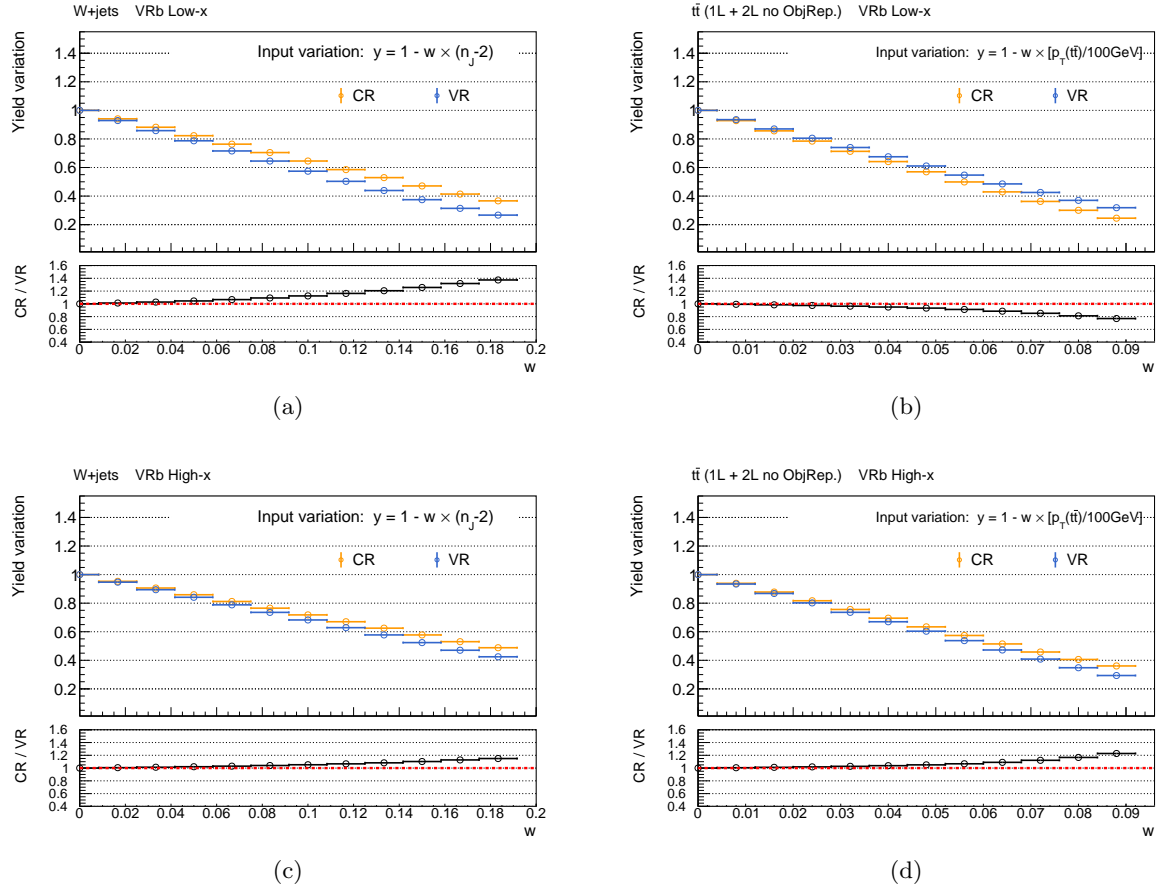 W+jets VRb Low-x
Yield variation
Input variation: y = 1 - w × (n_J-2)
CR VR
1.4
1.2
1
0.8
0.6
0.4
0.2
CR / VR
1.6
1.4
1.2
1
0.8
0.6
0.4
0 0.02 0.04 0.06 0.08 0.1 0.12 0.14 0.16 0.18 0.2
w
(a)
tt̄ (1L + 2L no ObjRep.) VRb Low-x
Yield variation
Input variation: y = 1 - w × [p_T(tt̄)/100GeV]
CR VR
1.4
1.2
1
0.8
0.6
0.4
0.2
CR / VR
1.6
1.4
1.2
1
0.8
0.6
0.4
0 0.01 0.02 0.03 0.04 0.05 0.06 0.07 0.08 0.09
w
(b)
W+jets VRb High-x
Yield variation
Input variation: y = 1 - w × (n_J-2)
CR VR
1.4
1.2
1
0.8
0.6
0.4
0.2
CR / VR
1.6
1.4
1.2
1
0.8
0.6
0.4
0 0.02 0.04 0.06 0.08 0.1 0.12 0.14 0.16 0.18 0.2
w
(c)
tt̄ (1L + 2L no ObjRep.) VRb High-x
Yield variation
Input variation: y = 1 - w × [p_T(tt̄)/100GeV]
CR VR
1.4
1.2
1
0.8
0.6
0.4
0.2
CR / VR
1.6
1.4
1.2
1
0.8
0.6
0.4
0 0.01 0.02 0.03 0.04 0.05 0.06 0.07 0.08 0.09
w
(d)